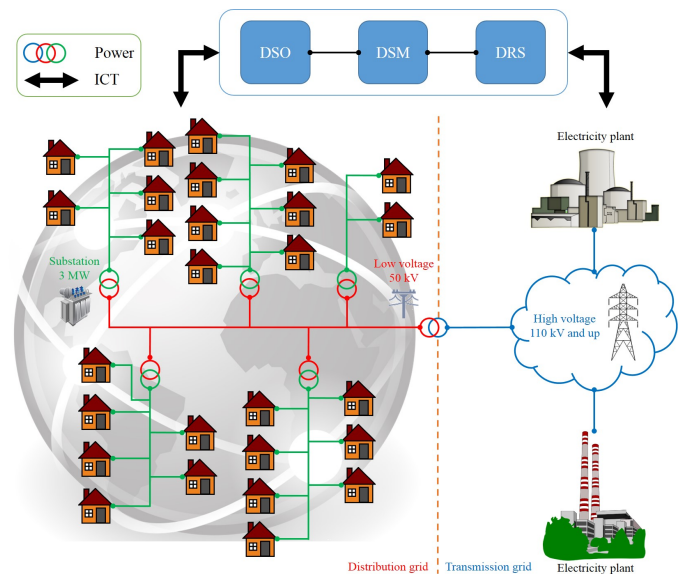 Power
ICT
DSO
DSM
DRS
Electricity plant
Substation
3 MW
Low voltage
50 kV
High voltage
110 kV and up
Distribution grid
Transmission grid
Electricity plant